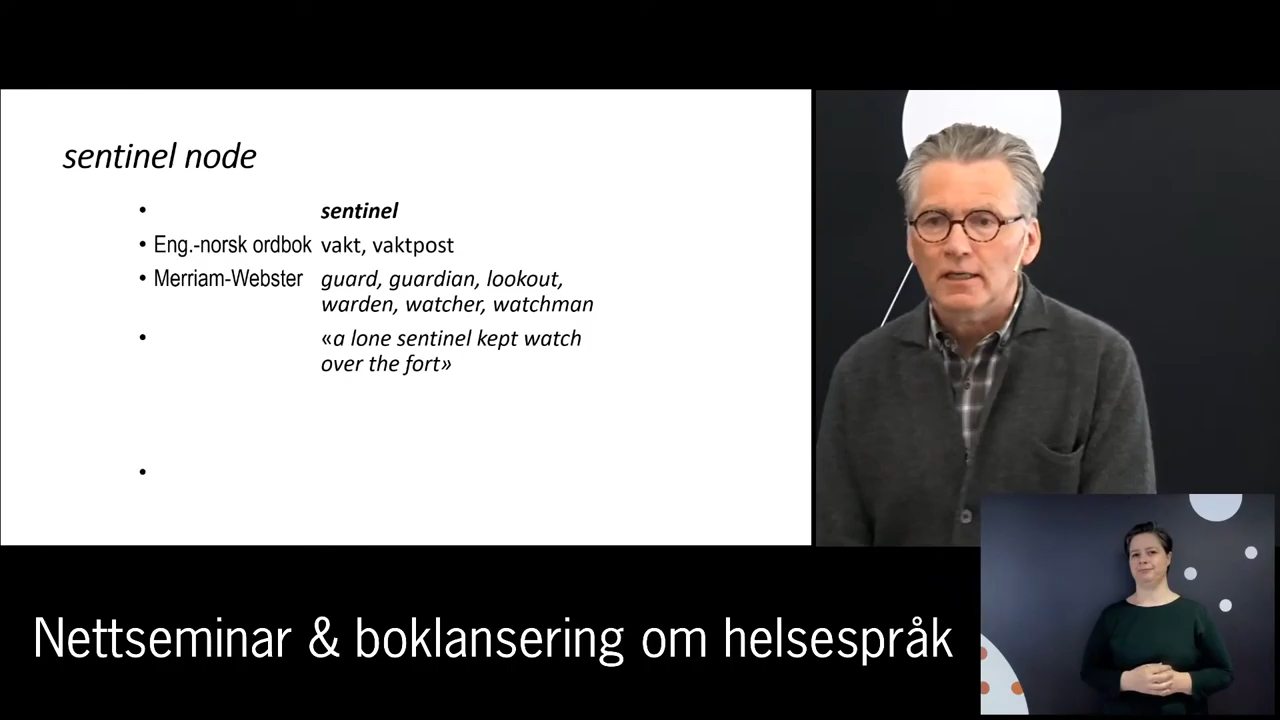 sentinel node
• sentinel
• Eng.-norsk ordbok vakt, vaktpost
• Merriam-Webster guard, guardian, lookout,
warden, watcher, watchman
• «a lone sentinel kept watch
over the fort»
•
Nettseminar & boklansering om helsespråk